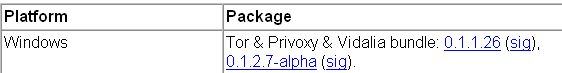 Platform Package
Windows Tor & Privoxy & Vidalia bundle: 0.1.1.26 (sig),
0.1.2.7-alpha (sig).